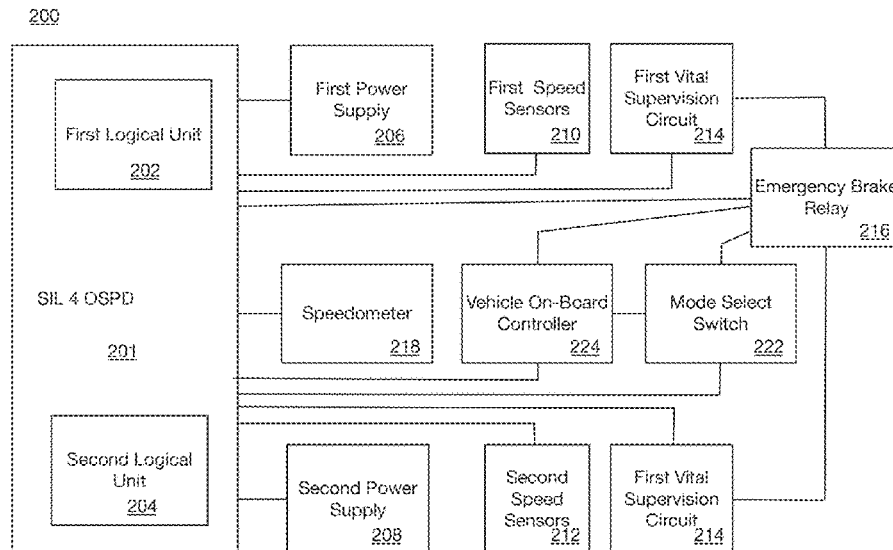 200
First Logical Unit
202
First Power
Supply
206
First Speed
Sensors
210
First Vital
Supervision
Circuit
214
Emergency Brake
Relay
216
SIL 4 OSPD
201
Speedometer
218
Vehicle On-Board
Controller
224
Mode Select
Switch
222
Second Logical
Unit
204
Second Power
Supply
208
Second
Speed
Sensors
212
First Vital
Supervision
Circuit
214